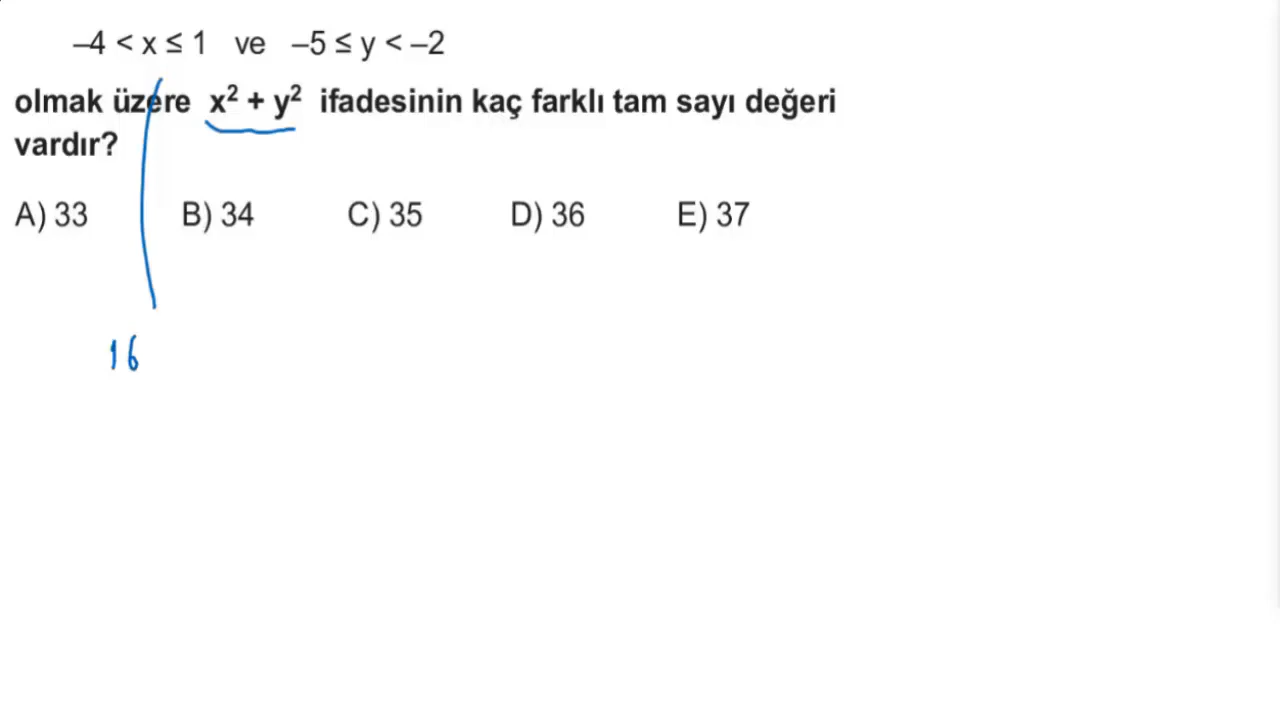 –4 < x ≤ 1 ve –5 ≤ y < –2
olmak üzere x² + y² ifadesinin kaç farklı tam sayı değeri
vardır?
A) 33 B) 34 C) 35 D) 36 E) 37
16